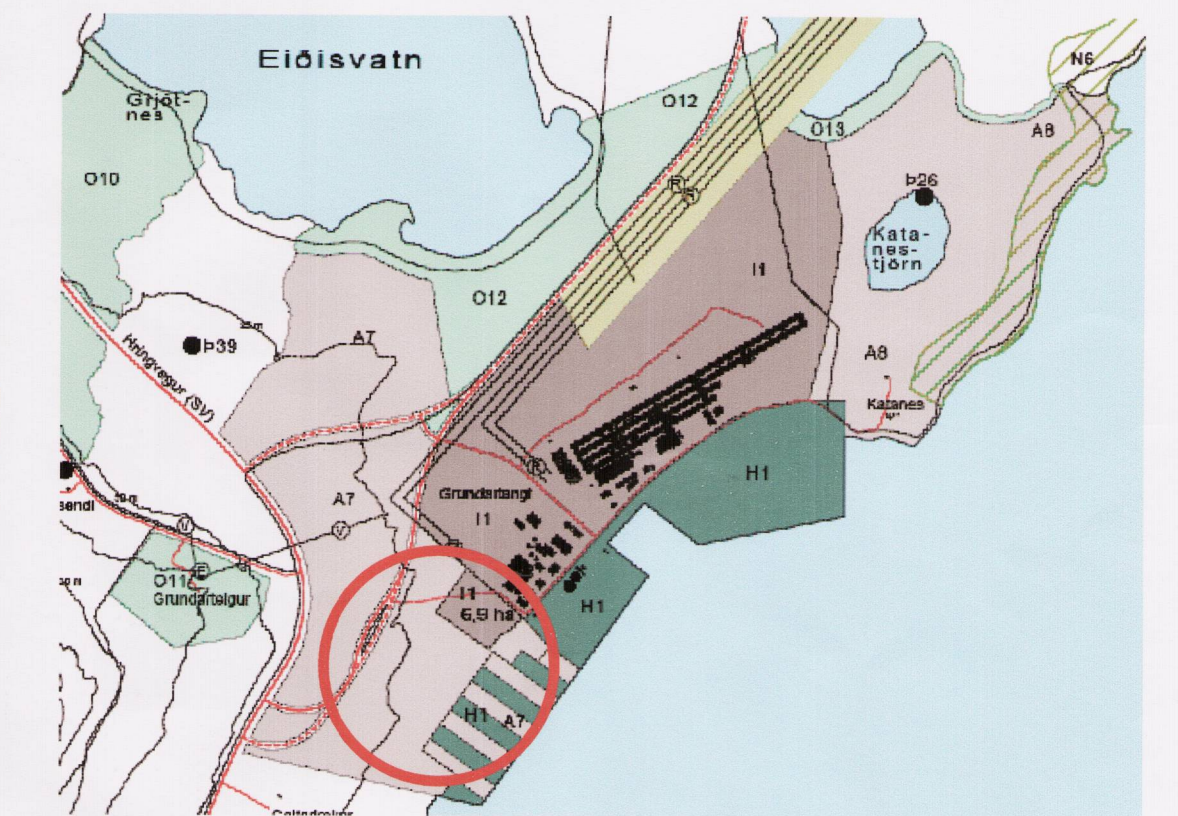 Eiðisvatn
Grjót-
nes
O12
N6
O13
A8
O10
Þ26
Kata-
nes-
tjörn
I1
O12
Þ39
A7
Hringvegur (SV)
A8
Katanes
H1
A7
Grundartangi
I1
V
V
O11
Grundarteigur
I1
6,9 ha
H1
H1
A7